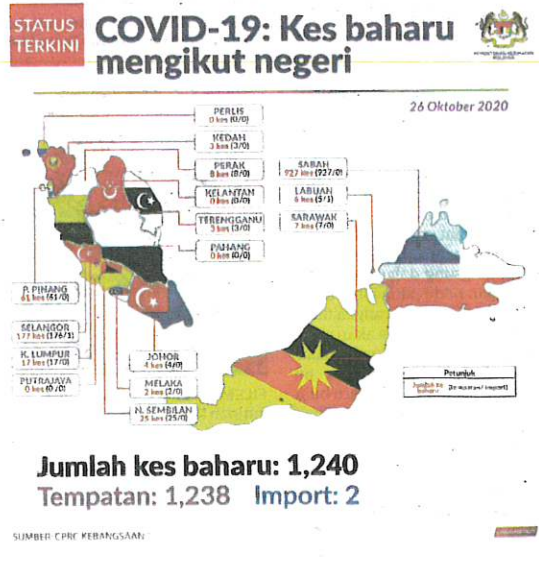 STATUS
TERKINI
COVID-19: Kes baharu
mengikut negeri
26 Oktober 2020
PERLIS
0 kes (0/0)
KEDAH
3 kes (3/0)
PERAK
8 kes (8/0)
KELANTAN
0 kes (0/0)
TERENGGANU
3 kes (3/0)
PAHANG
0 kes (0/0)
SABAH
927 kes (927/0)
LABUAN
6 kes (5/1)
SARAWAK
7 kes (7/0)
P. PINANG
61 kes (61/0)
SELANGOR
177 kes (176/1)
K. LUMPUR
17 kes (17/0)
PUTRAJAYA
0 kes (0/0)
JOHOR
4 kes (4/0)
MELAKA
2 kes (2/0)
N. SEMBILAN
25 kes (25/0)
Petunjuk
Jumlah kes
baharu
(tempatan/import)
Jumlah kes baharu: 1,240
Tempatan: 1,238 Import: 2
SUMBER: CPRC KEBANGSAAN